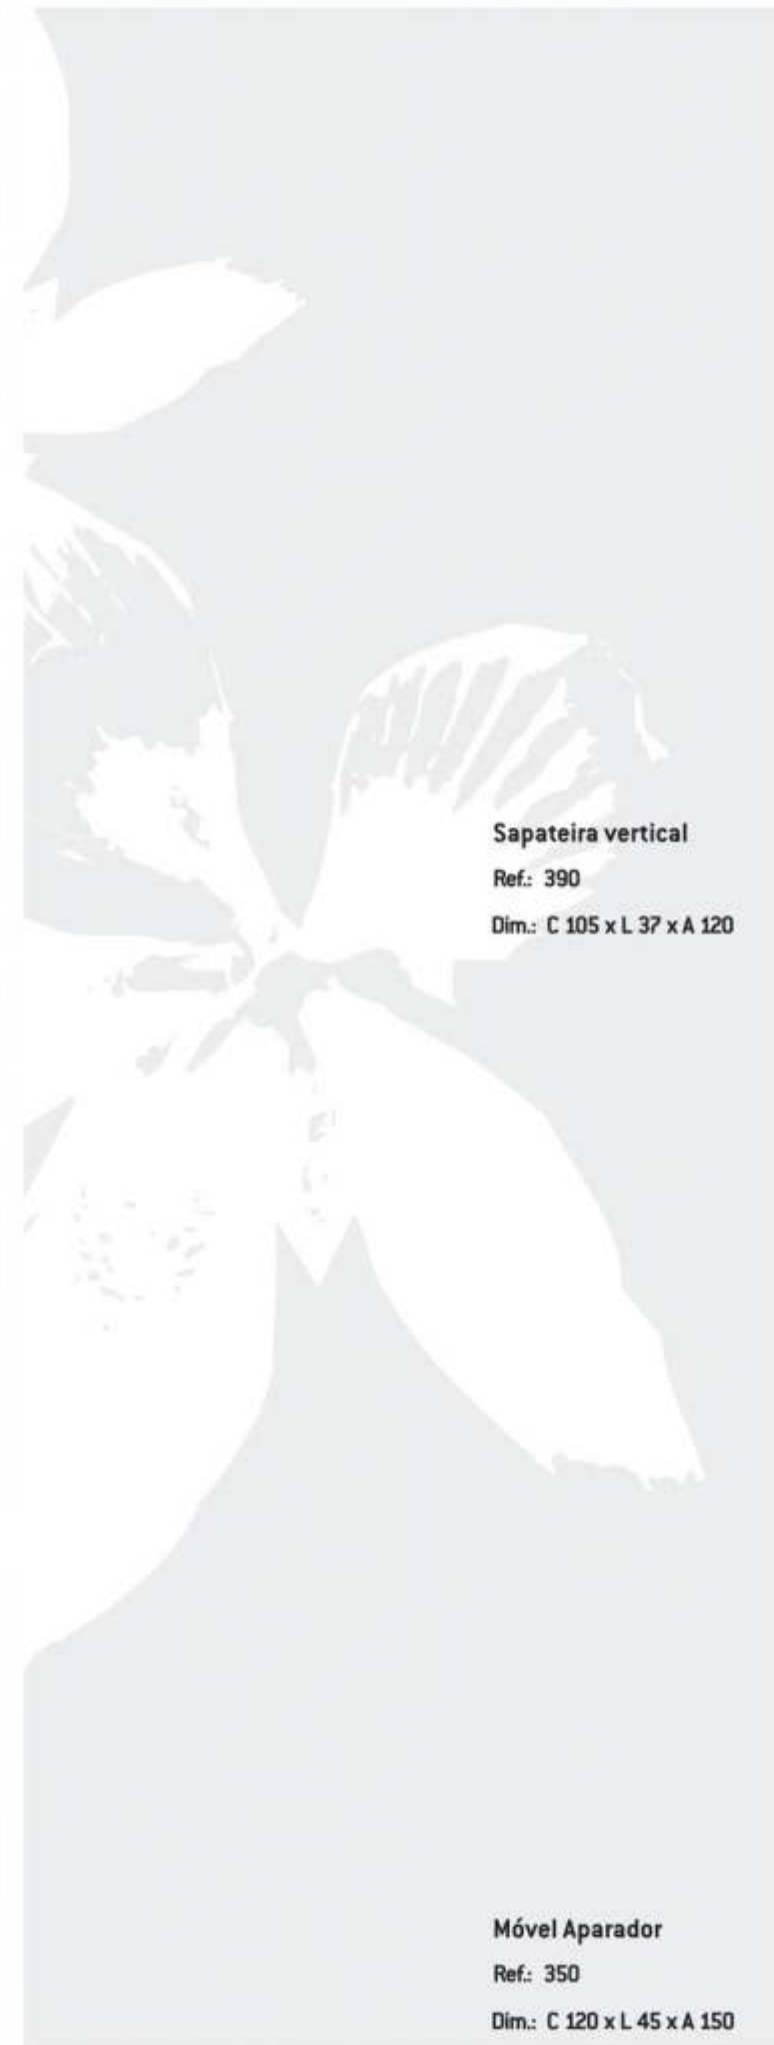 Sapateira vertical
Ref.: 390
Dim.: C 105 x L 37 x A 120
Móvel Aparador
Ref.: 350
Dim.: C 120 x L 45 x A 150